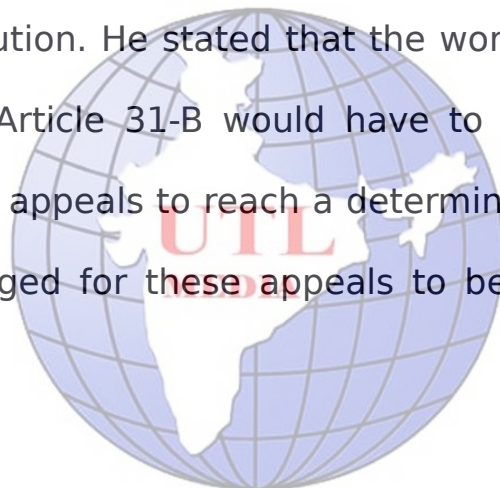 ution. He stated that the wor
Article 31-B would have to
appeals to reach a determin
UTL
MEDIA
ged for these appeals to be